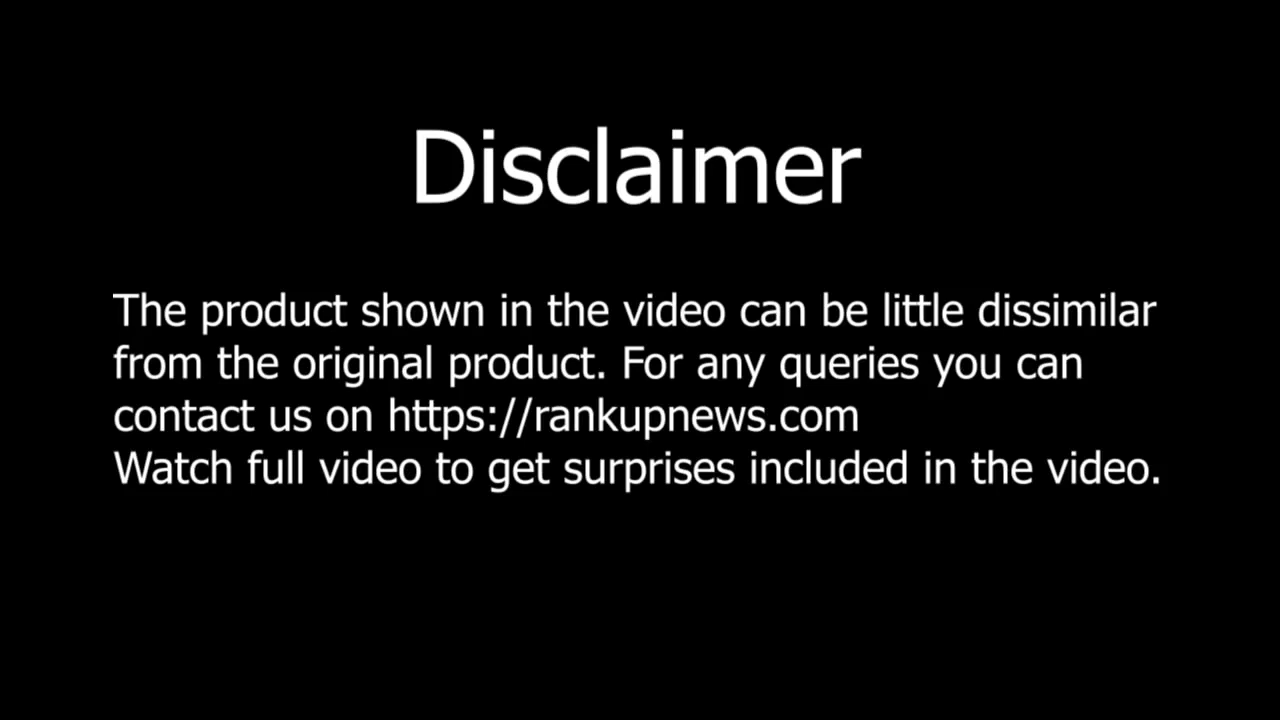 Disclaimer
The product shown in the video can be little dissimilar
from the original product. For any queries you can
contact us on https://rankupnews.com
Watch full video to get surprises included in the video.